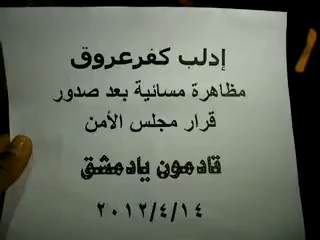 إدلب كفرعروق
مظاهرة مسائية بعد صدور
قرار مجلس الأمن
قادمون يادمشق
٢٠١٢/٤/١٤